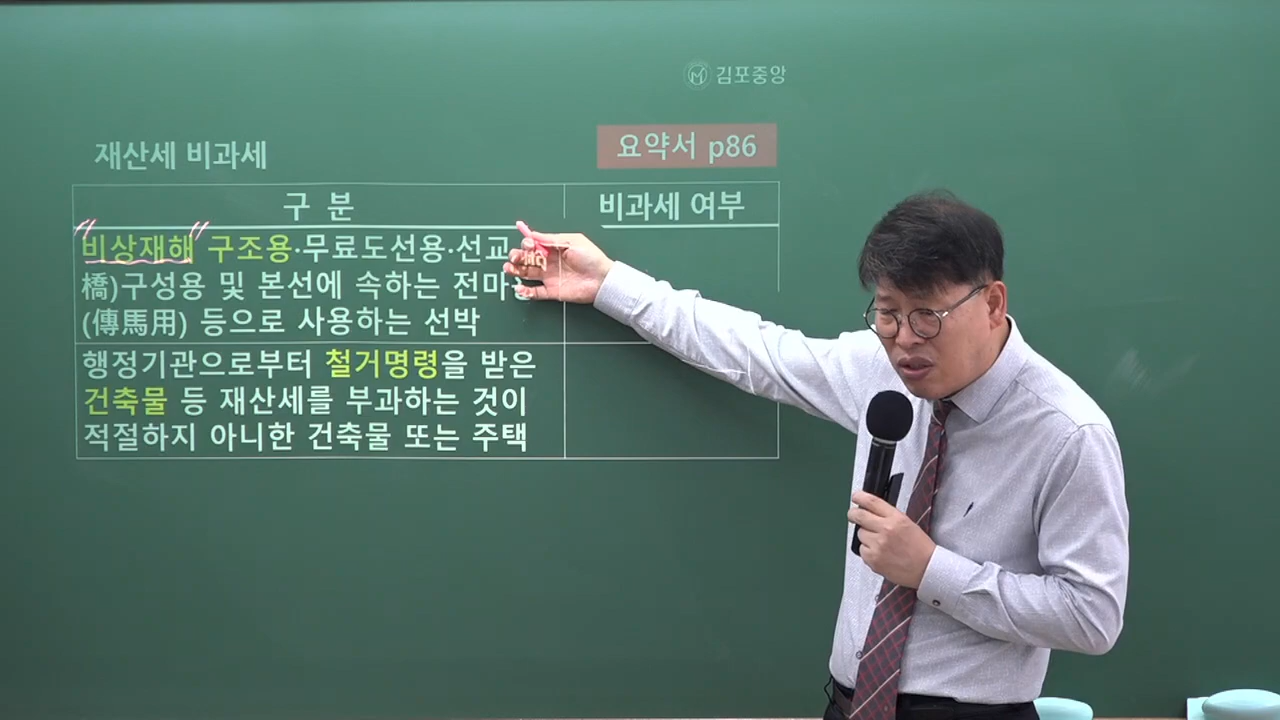 김포중앙
재산세 비과세
요약서 p86
구 분
비과세 여부
"비상재해" 구조용·무료도선용·선교
橋)구성용 및 본선에 속하는 전마용
(傳馬用) 등으로 사용하는 선박
행정기관으로부터 철거명령을 받은
건축물 등 재산세를 부과하는 것이
적절하지 아니한 건축물 또는 주택